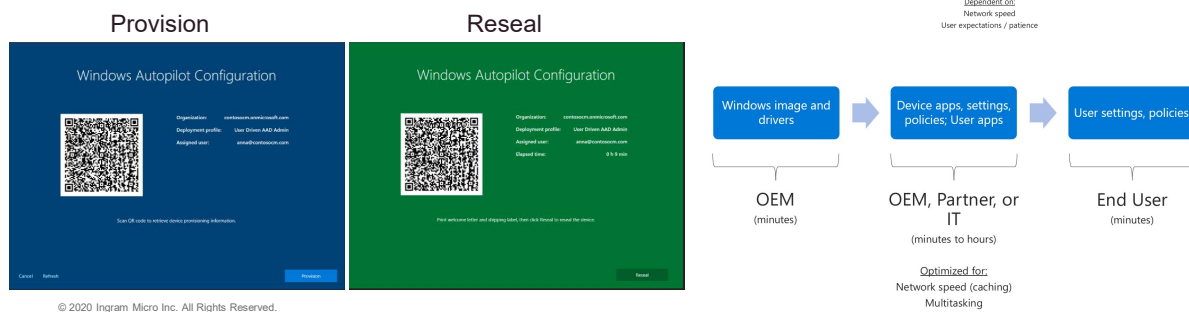 Provision
Reseal
Windows Autopilot Configuration
Organization: contosocm.onmicrosoft.com
Deployment profile: User Driven AAD Admin
Assigned user: anna@contosocm.com
Scan QR code to retrieve device provisioning information.
Cancel Refresh
Provision
Windows Autopilot Configuration
Organization: contosocm.onmicrosoft.com
Deployment profile: User Driven AAD Admin
Assigned user: anna@contosocm.com
Elapsed time: 0 h 9 min
Print welcome letter and shipping label, then click Reseal to reseal the device.
Reseal
© 2020 Ingram Micro Inc. All Rights Reserved.
Dependent on:
Network speed
User expectations / patience
Windows image and
drivers
Device apps, settings,
policies; User apps
User settings, policies
OEM
(minutes)
OEM, Partner, or
IT
(minutes to hours)
Optimized for:
Network speed (caching)
Multitasking
End User
(minutes)